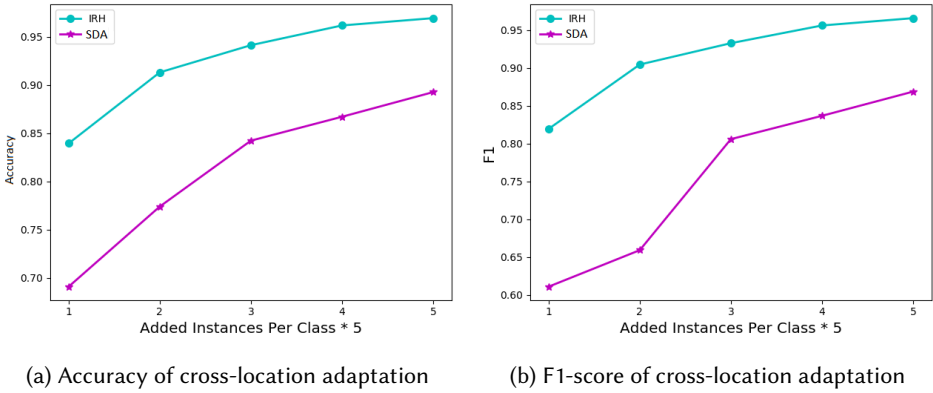 IRH
SDA
0.95
0.90
0.85
0.80
0.75
0.70
Accuracy
1 2 3 4 5
Added Instances Per Class * 5
(a) Accuracy of cross-location adaptation
IRH
SDA
0.95
0.90
0.85
0.80
0.75
0.70
0.65
0.60
F1
1 2 3 4 5
Added Instances Per Class * 5
(b) F1-score of cross-location adaptation